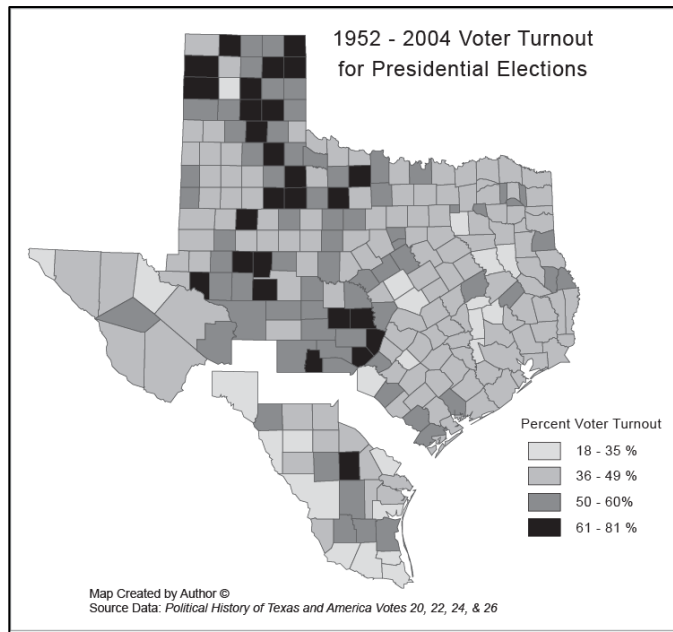 1952 - 2004 Voter Turnout
for Presidential Elections
Percent Voter Turnout
18 - 35 %
36 - 49 %
50 - 60%
61 - 81 %
Map Created by Author ©
Source Data: Political History of Texas and America Votes 20, 22, 24, & 26